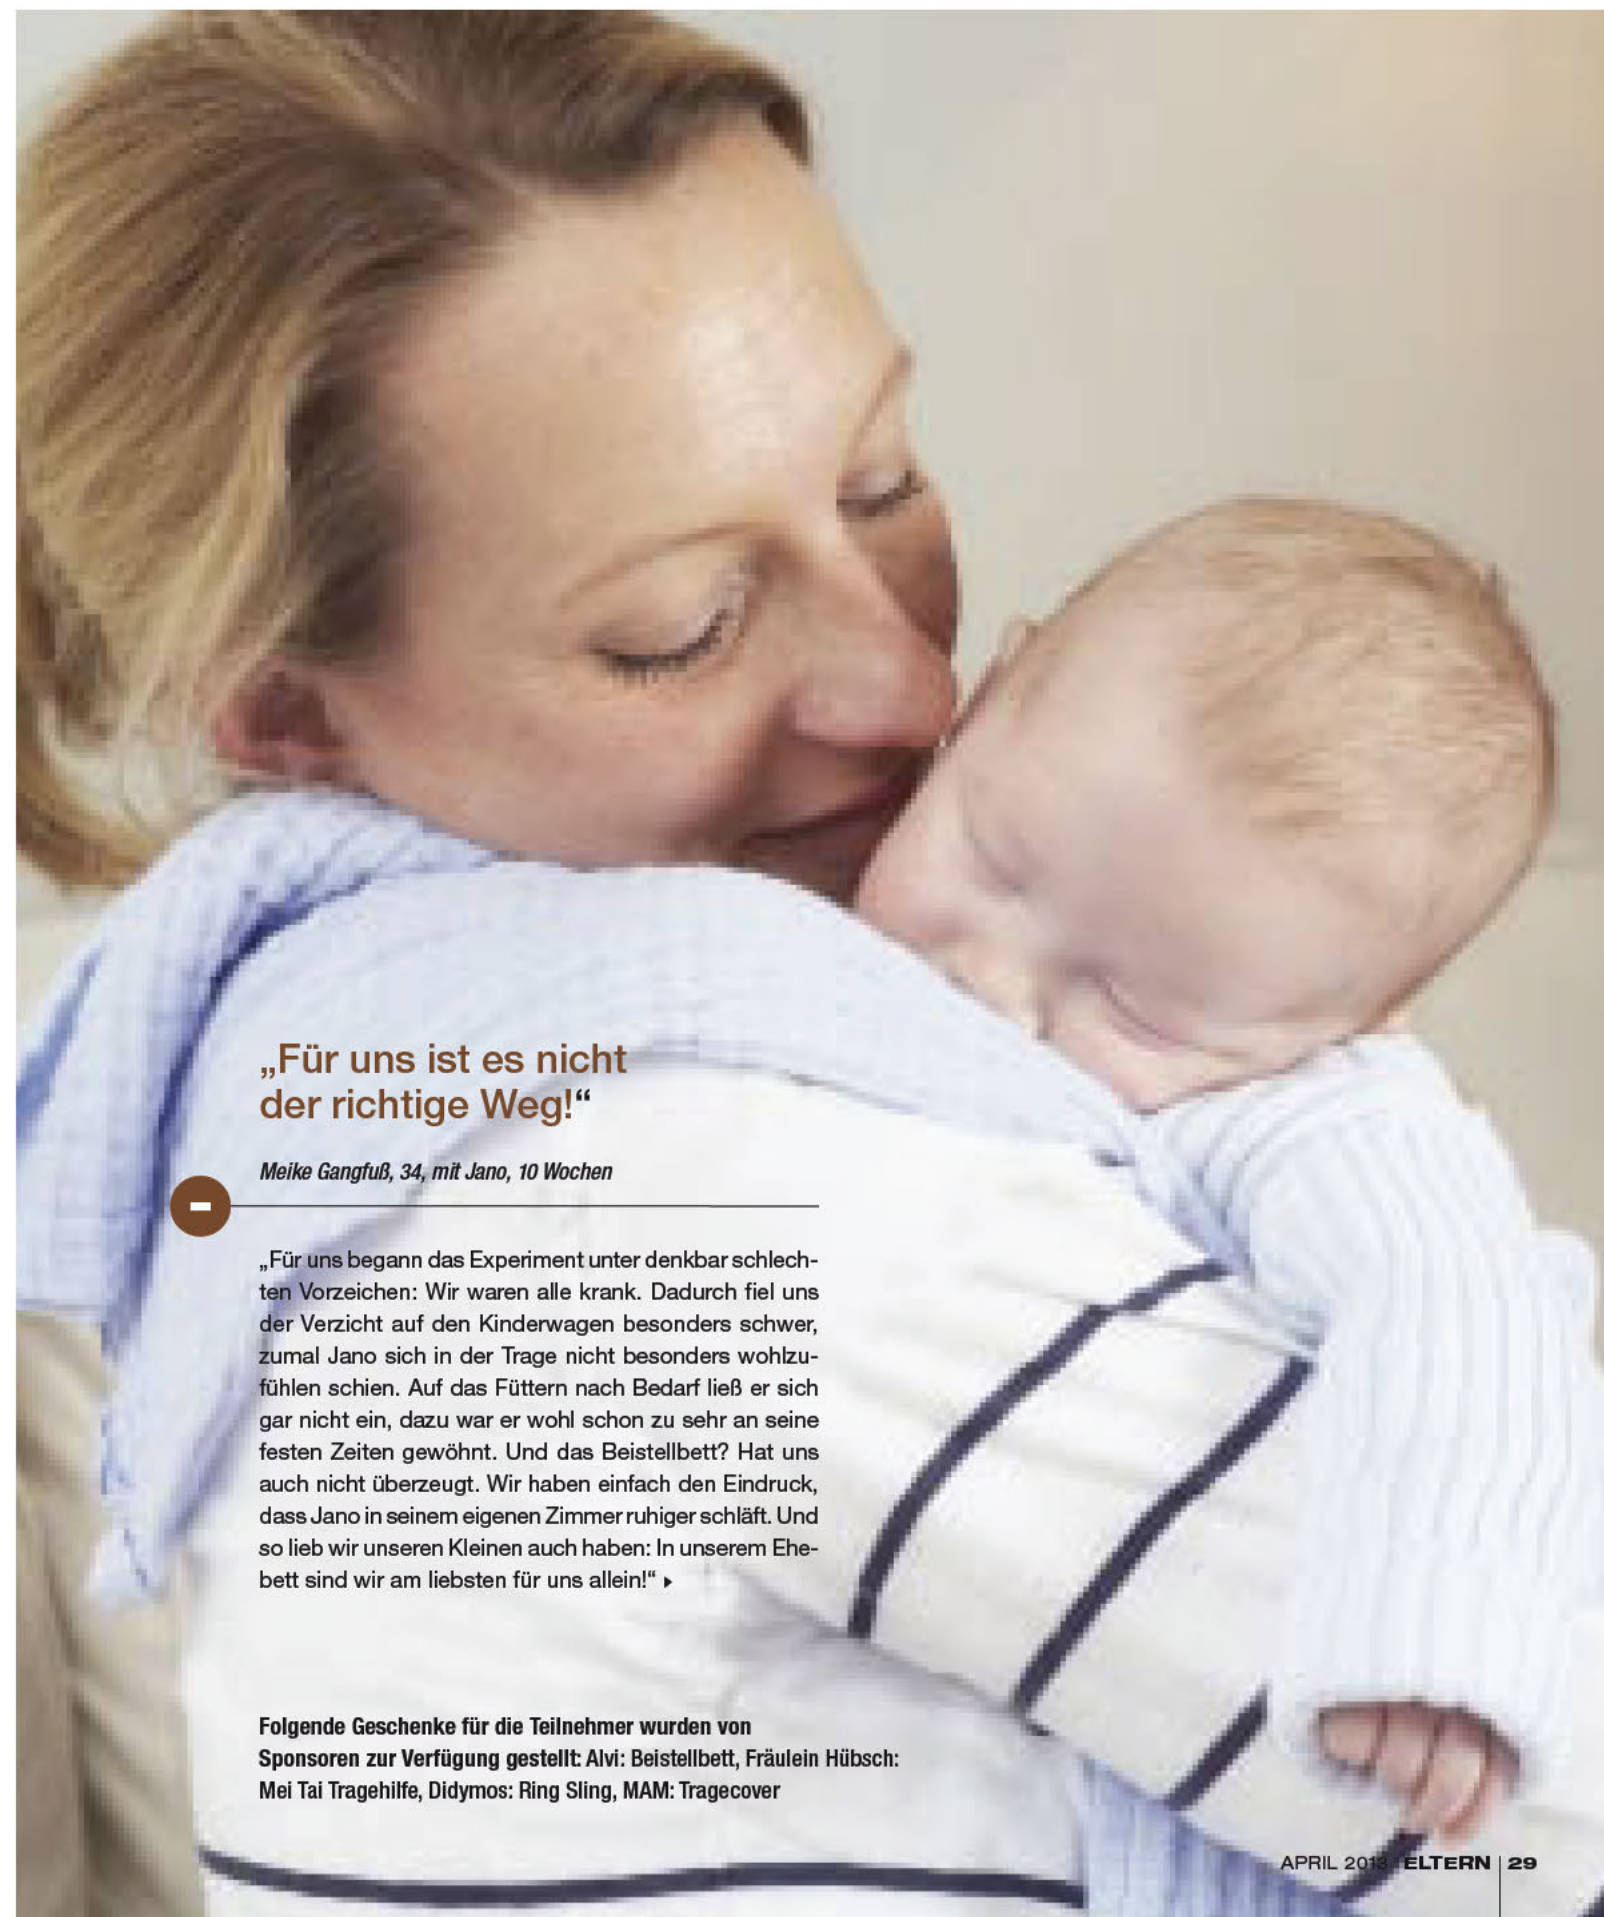 „Für uns ist es nicht
der richtige Weg!“
Meike Gangfuß, 34, mit Jano, 10 Wochen
„Für uns begann das Experiment unter denkbar schlech-
ten Vorzeichen: Wir waren alle krank. Dadurch fiel uns
der Verzicht auf den Kinderwagen besonders schwer,
zumal Jano sich in der Trage nicht besonders wohlzu-
fühlen schien. Auf das Füttern nach Bedarf ließ er sich
gar nicht ein, dazu war er wohl schon zu sehr an seine
festen Zeiten gewöhnt. Und das Beistellbett? Hat uns
auch nicht überzeugt. Wir haben einfach den Eindruck,
dass Jano in seinem eigenen Zimmer ruhiger schläft. Und
so lieb wir unseren Kleinen auch haben: In unserem Ehe-
bett sind wir am liebsten für uns allein!“
Folgende Geschenke für die Teilnehmer wurden von
Sponsoren zur Verfügung gestellt: Alvi: Beistellbett, Fräulein Hübsch:
Mei Tai Tragehilfe, Didymos: Ring Sling, MAM: Tragecover
APRIL 2013 ELTERN | 29